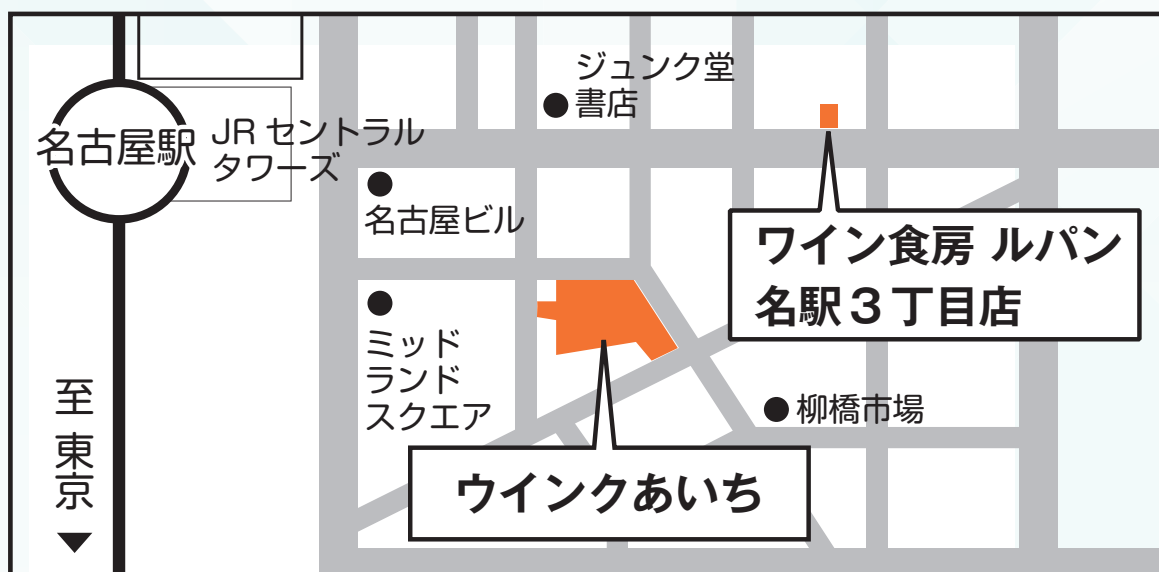 ジュンク堂
書店
名古屋駅
JR セントラル
タワーズ
名古屋ビル
ワイン食房 ルパン
名駅３丁目店
ミッド
ランド
スクエア
至 東京
柳橋市場
ウインクあいち